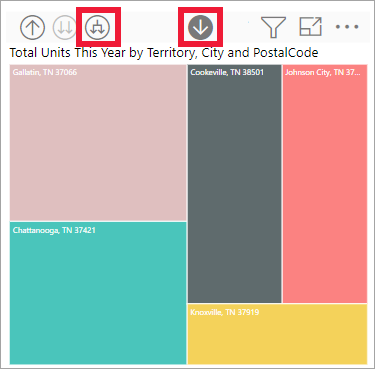 Total Units This Year by Territory, City and PostalCode
Gallatin, TN 37066
Cookeville, TN 38501
Johnson City, TN 37...
Chattanooga, TN 37421
Knoxville, TN 37919